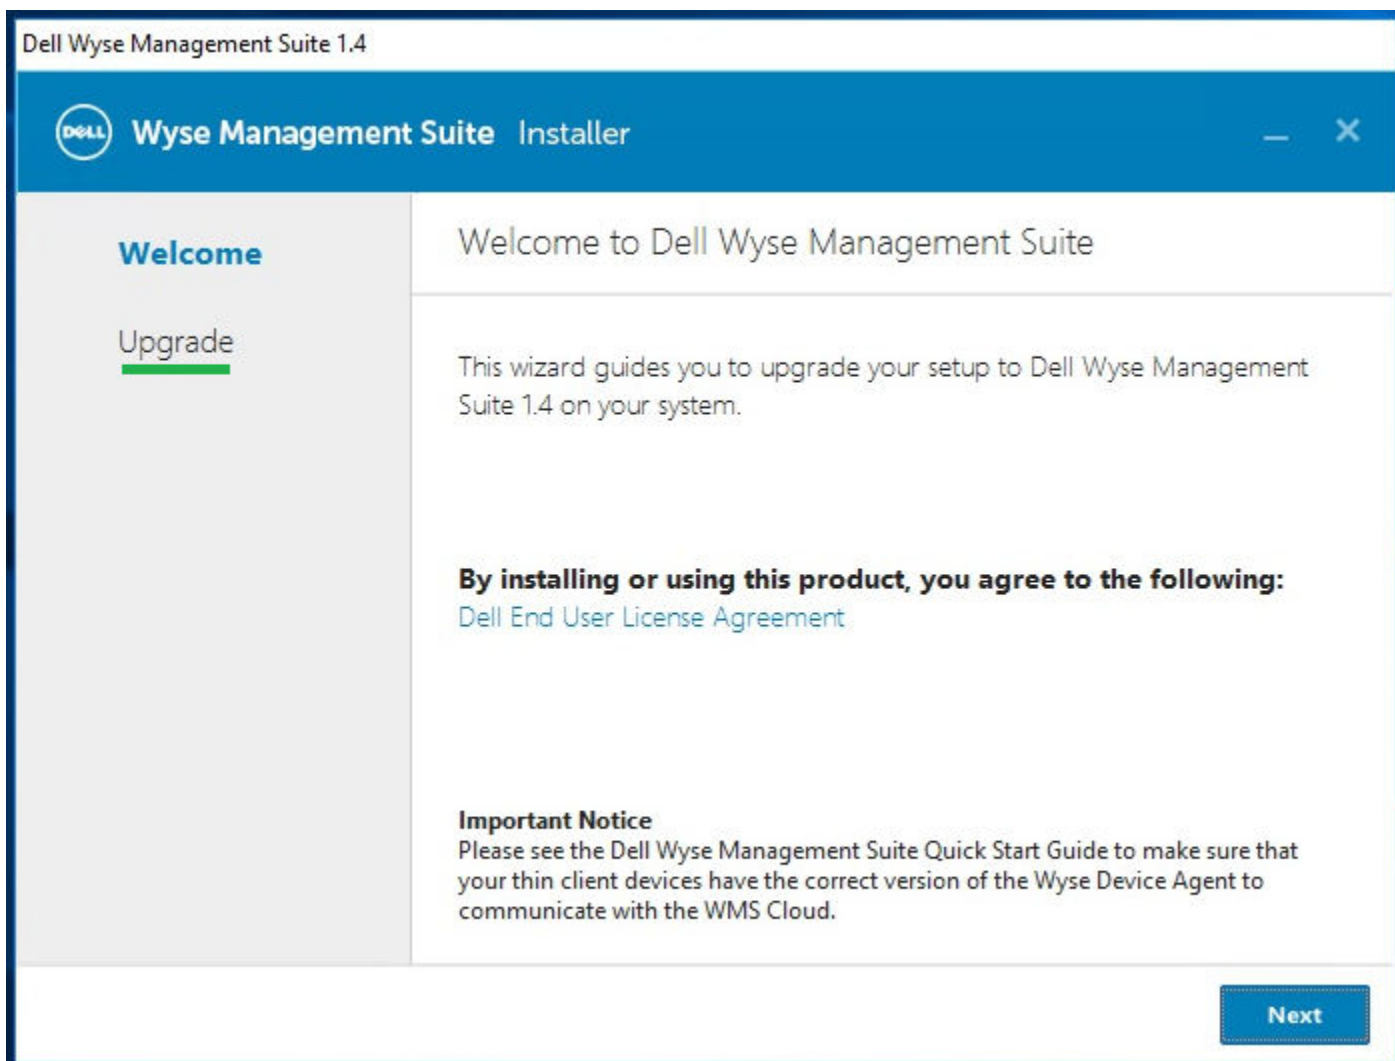 Dell Wyse Management Suite 1.4
DELL Wyse Management Suite Installer
Welcome
Upgrade
Welcome to Dell Wyse Management Suite
This wizard guides you to upgrade your setup to Dell Wyse Management
Suite 1.4 on your system.
By installing or using this product, you agree to the following:
Dell End User License Agreement
Important Notice
Please see the Dell Wyse Management Suite Quick Start Guide to make sure that
your thin client devices have the correct version of the Wyse Device Agent to
communicate with the WMS Cloud.
Next